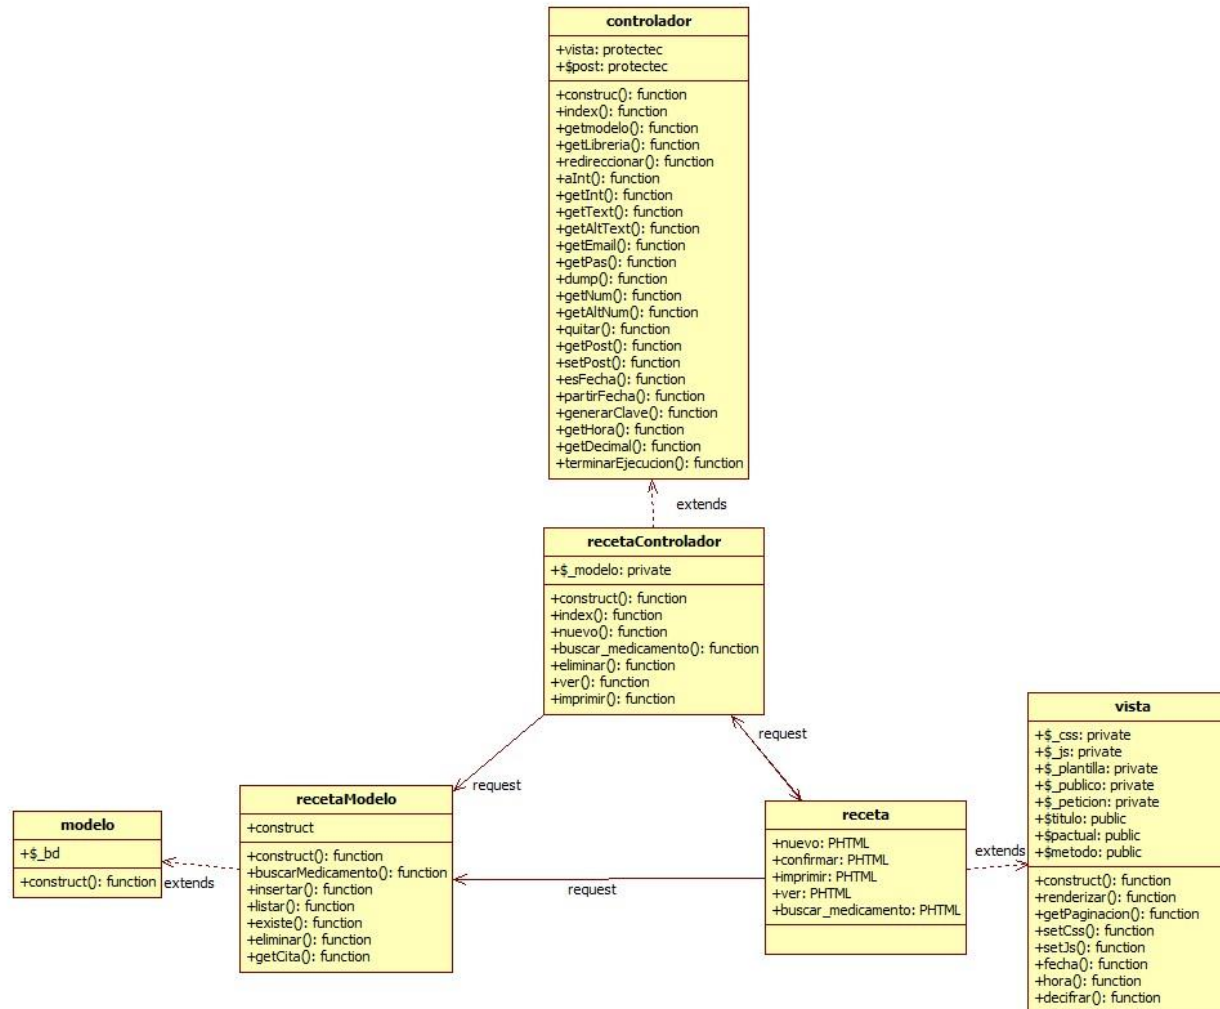 controlador
+vista: protectec
+$post: protectec
+construc(): function
+index(): function
+getmodelo(): function
+getLibreria(): function
+redireccionar(): function
+aInt(): function
+getInt(): function
+getText(): function
+getAltText(): function
+getEmail(): function
+getPas(): function
+dump(): function
+getNum(): function
+getAltNum(): function
+quitar(): function
+getPost(): function
+setPost(): function
+esFecha(): function
+partirFecha(): function
+generarClave(): function
+getHora(): function
+getDecimal(): function
+terminarEjecucion(): function
extends
recetaControlador
+$_modelo: private
+construct(): function
+index(): function
+nuevo(): function
+buscar_medicamento(): function
+eliminar(): function
+ver(): function
+imprimir(): function
request
request
vista
+$_css: private
+$_js: private
+$_plantilla: private
+$_publico: private
+$_peticion: private
+$titulo: public
+$pactual: public
+$metodo: public
+construct(): function
+renderizar(): function
+getPaginacion(): function
+setCss(): function
+setJs(): function
+fecha(): function
+hora(): function
+decifrar(): function
recetaModelo
+construct
+construct(): function
+buscarMedicamento(): function
+insertar(): function
+listar(): function
+existe(): function
+eliminar(): function
+getCita(): function
receta
+nuevo: PHTML
+confirmar: PHTML
+imprimir: PHTML
+ver: PHTML
+buscar_medicamento: PHTML
extends
modelo
+$_bd
+construct(): function
extends
request